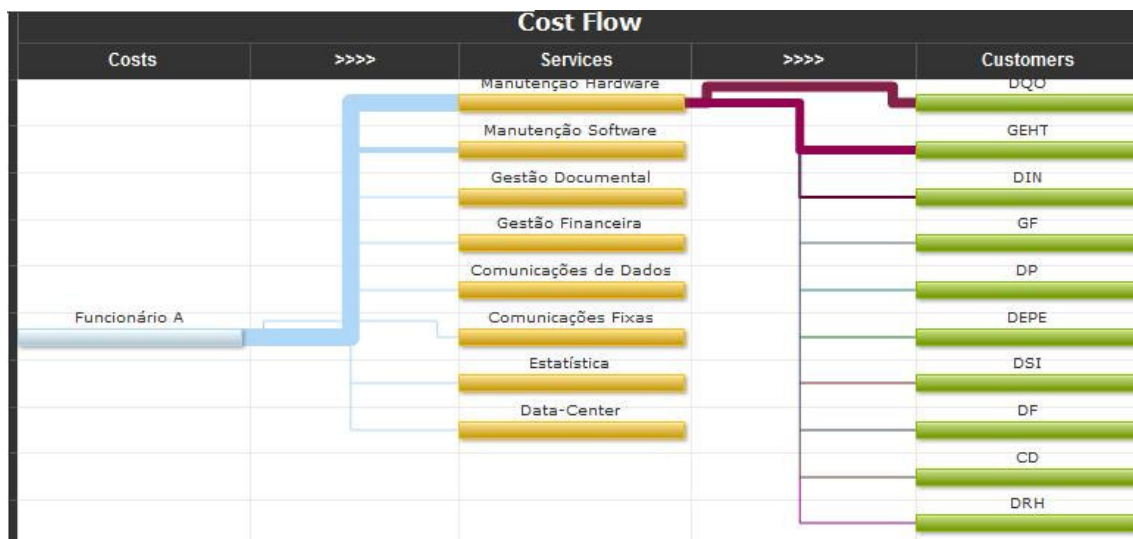 Cost Flow
Costs >>>> Services >>>> Customers
Manutenção Hardware DQO
Manutenção Software GEHT
Gestão Documental DIN
Gestão Financeira GF
Comunicações de Dados DP
Funcionário A Comunicações Fixas DEPE
Estatística DSI
Data-Center DF
CD
DRH